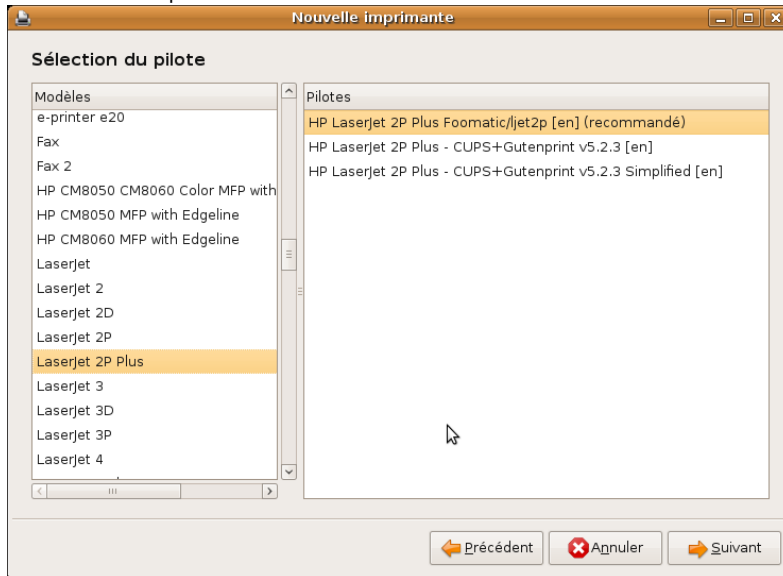 Nouvelle imprimante
Sélection du pilote
Modèles
e-printer e20
Fax
Fax 2
HP CM8050 CM8060 Color MFP with
HP CM8050 MFP with Edgeline
HP CM8060 MFP with Edgeline
LaserJet
LaserJet 2
LaserJet 2D
LaserJet 2P
LaserJet 2P Plus
LaserJet 3
LaserJet 3D
LaserJet 3P
LaserJet 4
Pilotes
HP LaserJet 2P Plus Foomatic/ljet2p [en] (recommandé)
HP LaserJet 2P Plus - CUPS+Gutenprint v5.2.3 [en]
HP LaserJet 2P Plus - CUPS+Gutenprint v5.2.3 Simplified [en]
Précédent
Annuler
Suivant